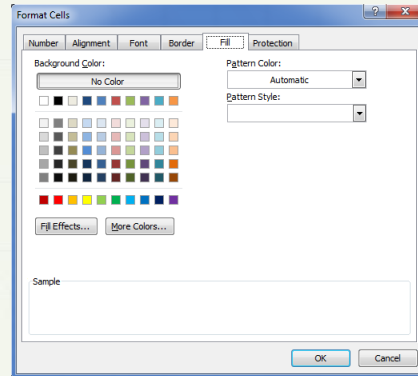 Format Cells
Number Alignment Font Border Fill Protection
Background Color:
No Color
Fill Effects... More Colors...
Pattern Color:
Automatic
Pattern Style:
Sample
OK Cancel